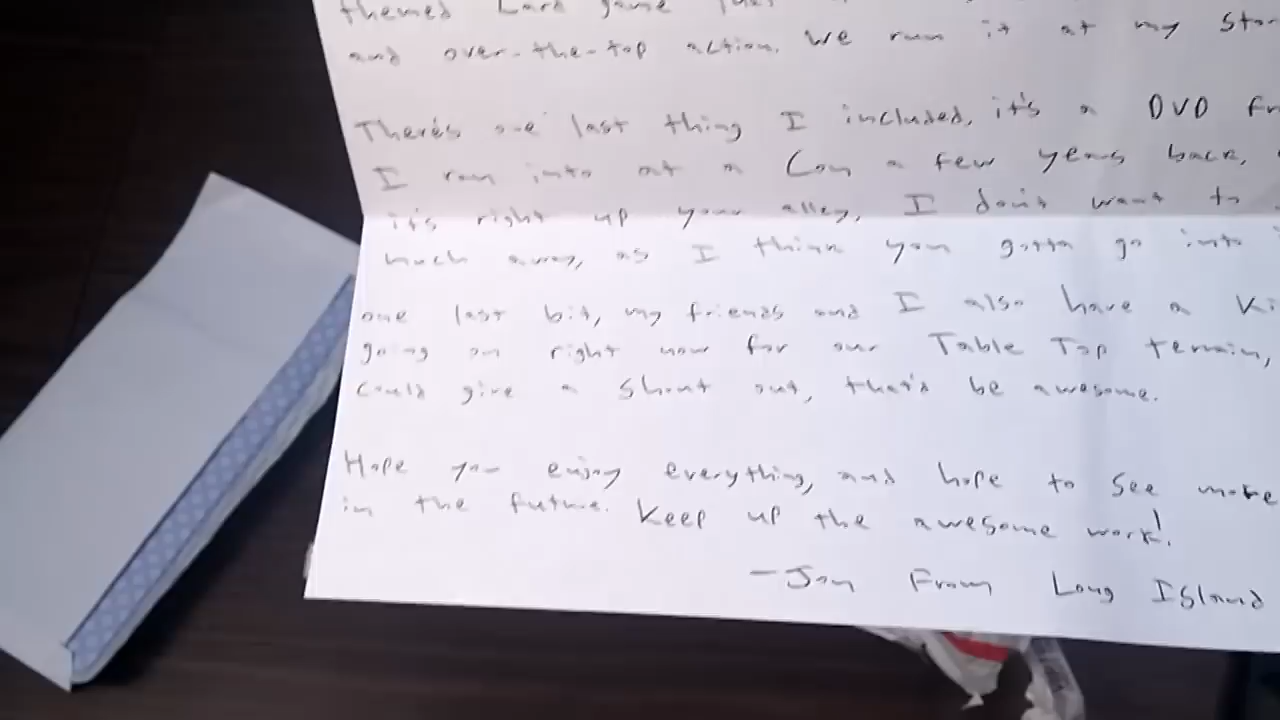 themed Card game
and over-the-top action. We run it at my
There's one last thing I included, it's a DVD
I ran into at a Con a few years back,
it's right up your alley, I don't want to
much away, as I think you gotta go into
one last bit, my friends and I also have a
going on right now for our Table Top terrain,
could give a shout out, that'd be awesome.
Hope you enjoy everything, and hope to see more
in the future. Keep up the awesome work!
-Jon From Long Island